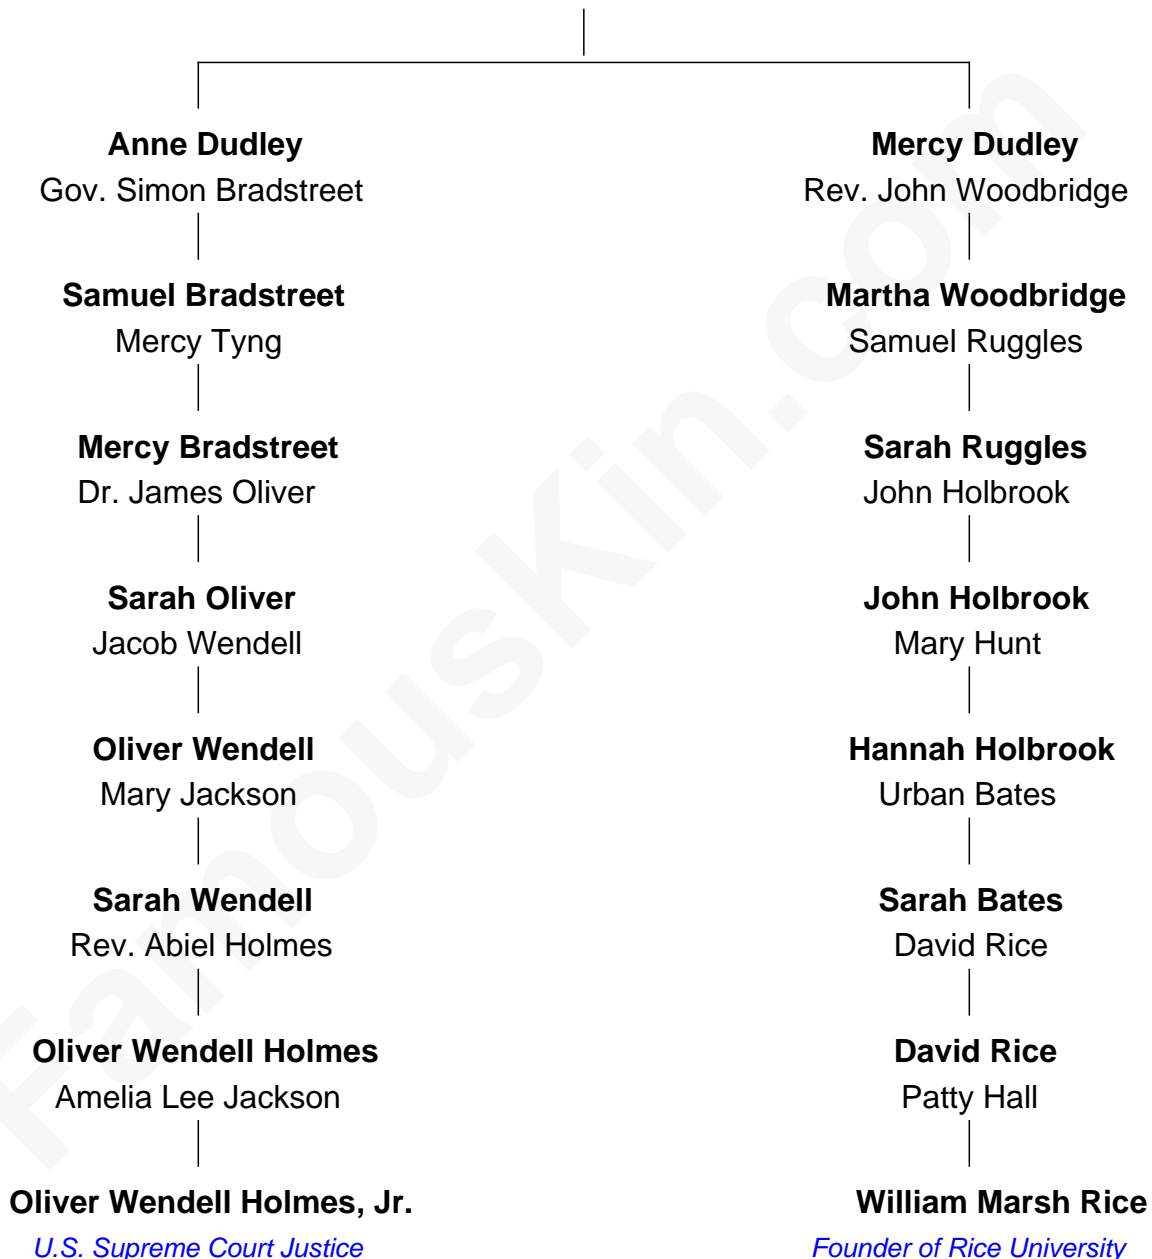 Anne Dudley
Gov. Simon Bradstreet
Samuel Bradstreet
Mercy Tyng
Mercy Bradstreet
Dr. James Oliver
Sarah Oliver
Jacob Wendell
Oliver Wendell
Mary Jackson
Sarah Wendell
Rev. Abiel Holmes
Oliver Wendell Holmes
Amelia Lee Jackson
Oliver Wendell Holmes, Jr.
U.S. Supreme Court Justice
Mercy Dudley
Rev. John Woodbridge
Martha Woodbridge
Samuel Ruggles
Sarah Ruggles
John Holbrook
John Holbrook
Mary Hunt
Hannah Holbrook
Urban Bates
Sarah Bates
David Rice
David Rice
Patty Hall
William Marsh Rice
Founder of Rice University
FamousKin.com